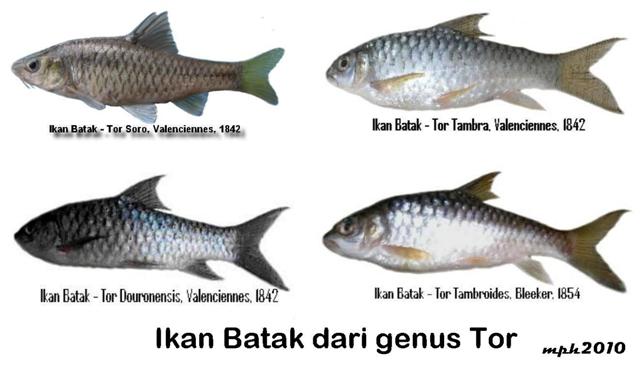 Ikan Batak - Tor Soro, Valenciennes, 1842
Ikan Batak - Tor Tambra, Valenciennes, 1842
Ikan Batak - Tor Douronensis, Valenciennes, 1842
Ikan Batak - Tor Tambroides, Bleeker, 1854
Ikan Batak dari genus Tor
mph2010